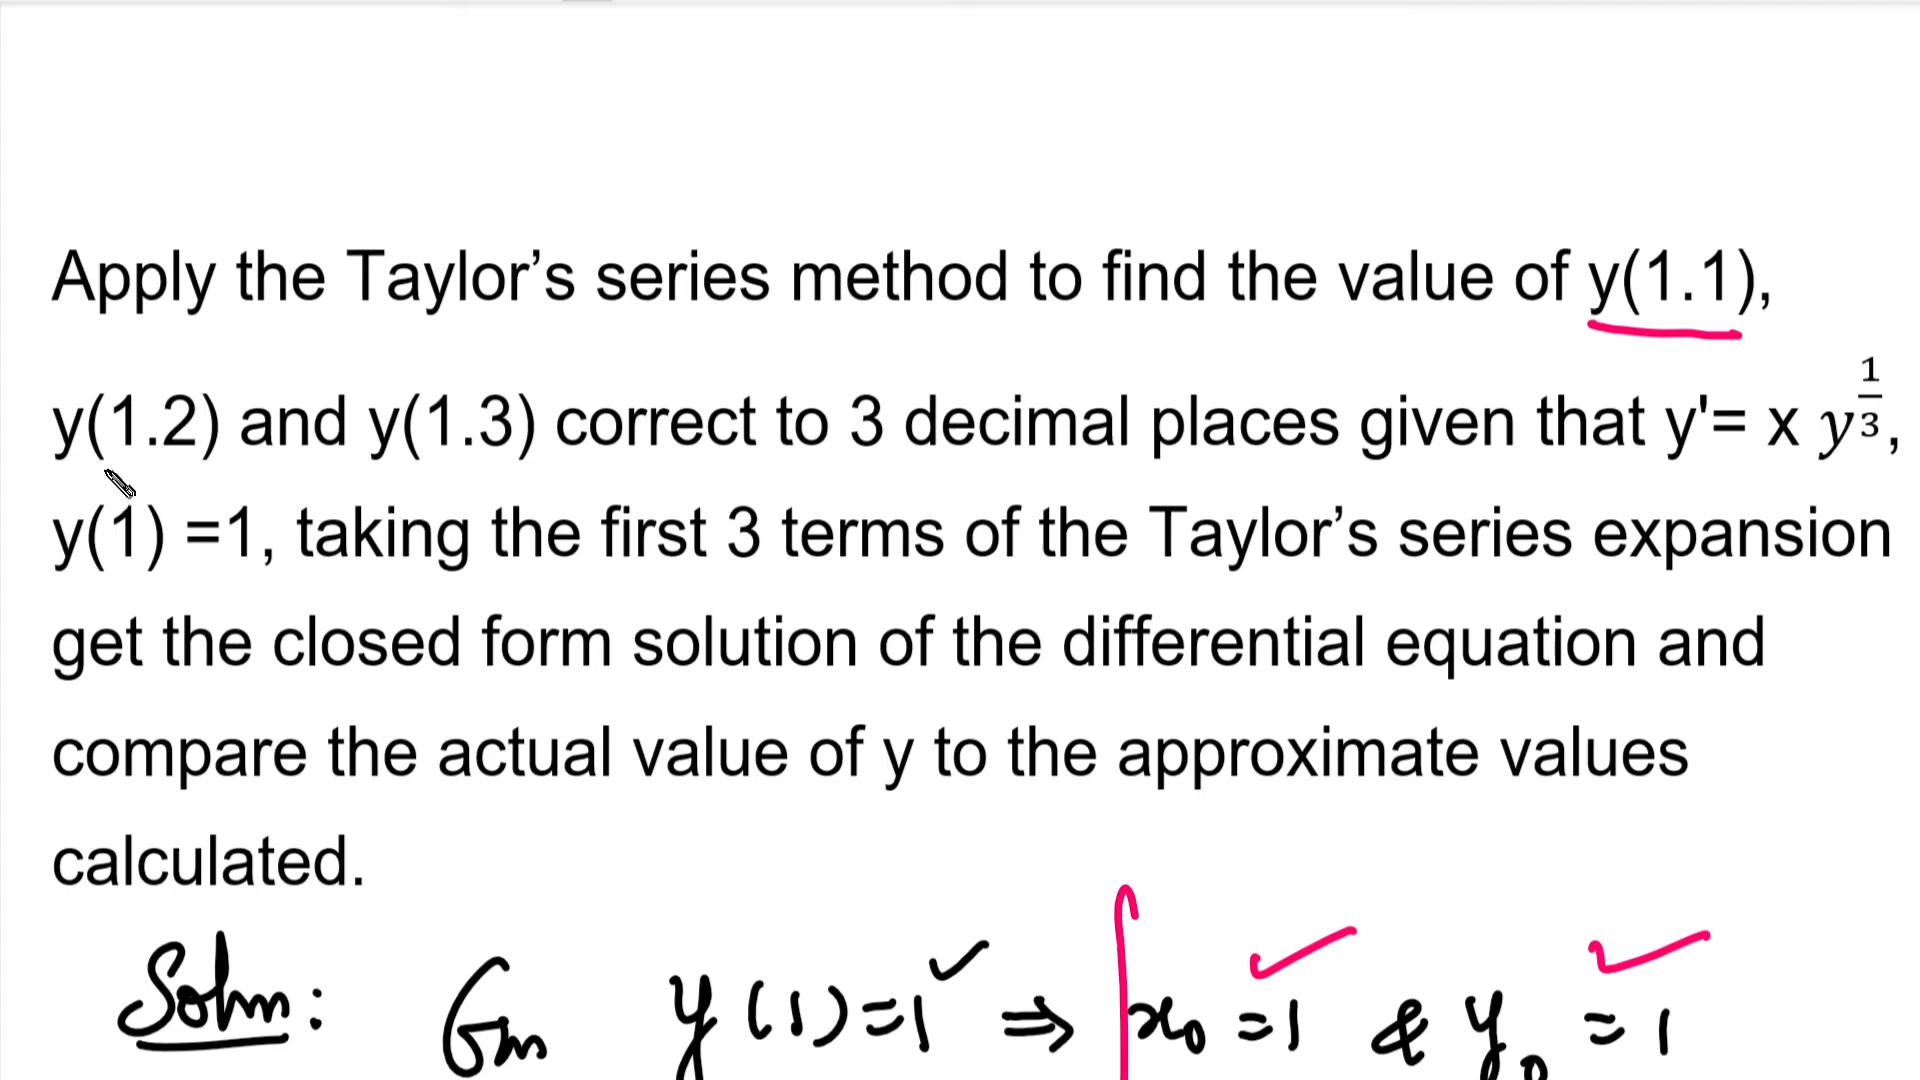 Apply the Taylor’s series method to find the value of y(1.1),
y(1.2) and y(1.3) correct to 3 decimal places given that y'= x y^{1/3},
y(1) =1, taking the first 3 terms of the Taylor’s series expansion
get the closed form solution of the differential equation and
compare the actual value of y to the approximate values
calculated.
Soln: Gn y(1)=1 ⇒ x₀ =1 & y₀ = 1